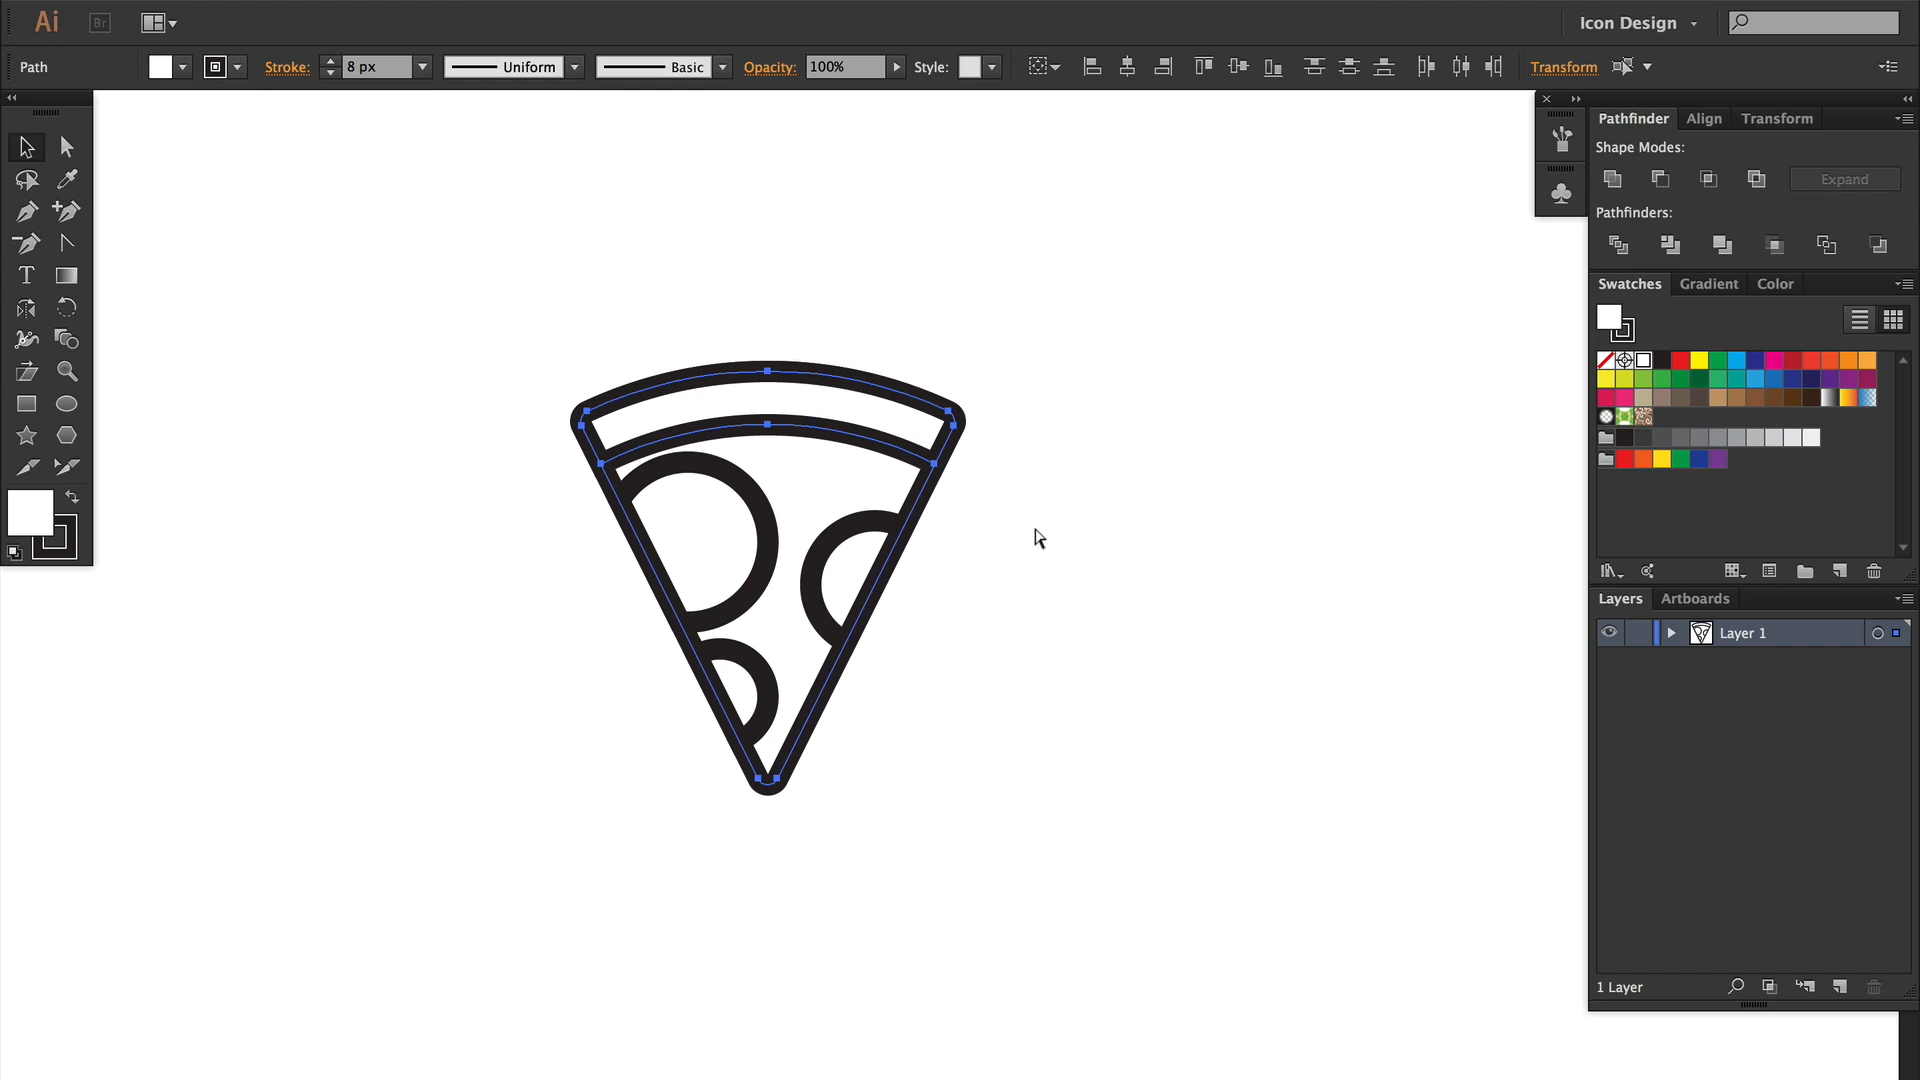 Ai Br Icon Design
Path Stroke: 8 px Uniform Basic Opacity: 100% Style: Transform
Pathfinder Align Transform
Shape Modes:
Expand
Pathfinders:
Swatches Gradient Color
T
Layers Artboards
Layer 1
1 Layer